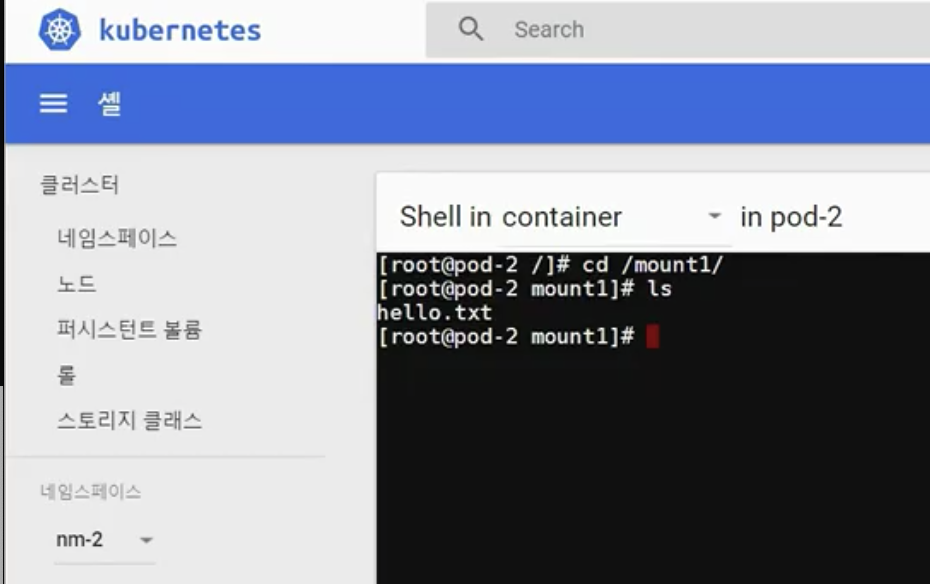 kubernetes
Search
셸
클러스터
네임스페이스
노드
퍼시스턴트 볼륨
롤
스토리지 클래스
네임스페이스
nm-2
Shell in container in pod-2
[root@pod-2 /]# cd /mount1/
[root@pod-2 mount1]# ls
hello.txt
[root@pod-2 mount1]#